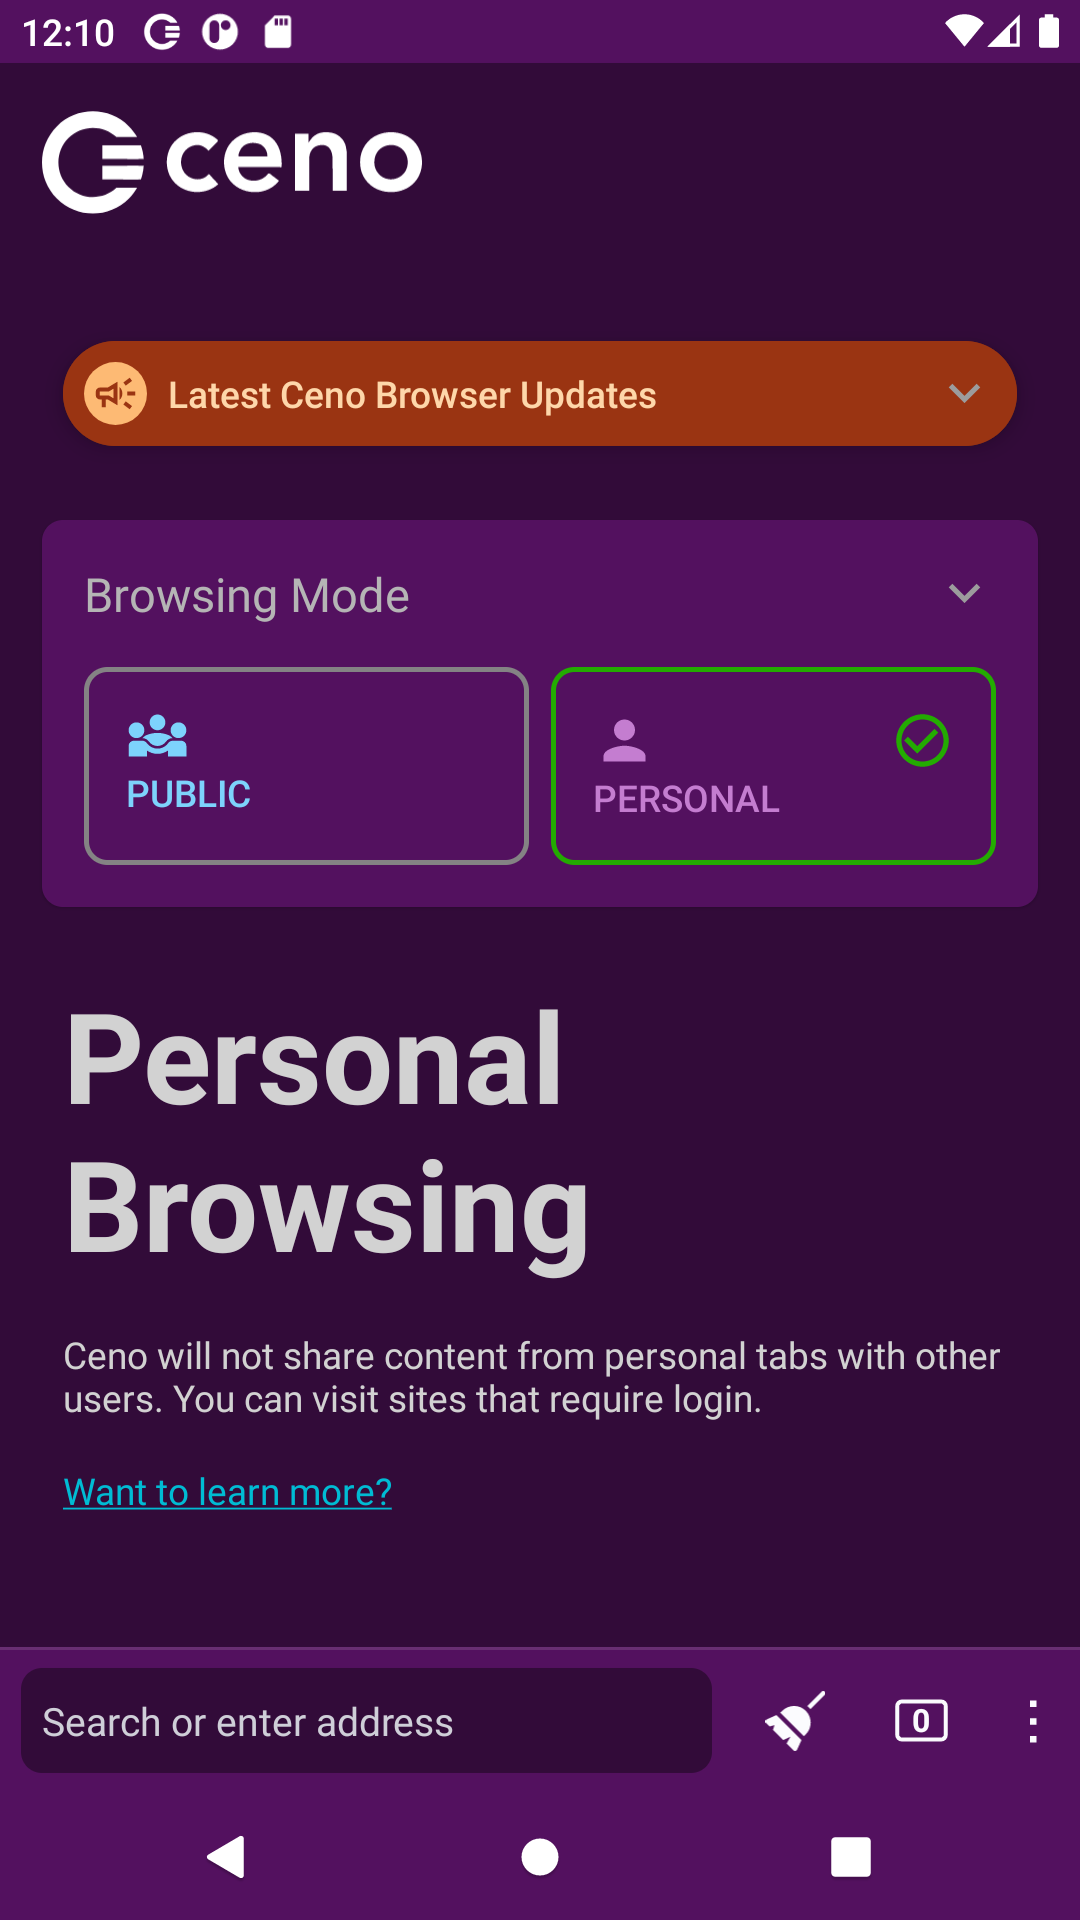 12:10
ceno
Latest Ceno Browser Updates
Browsing Mode
PUBLIC
PERSONAL
Personal
Browsing
Ceno will not share content from personal tabs with other
users. You can visit sites that require login.
Want to learn more?
Search or enter address
0